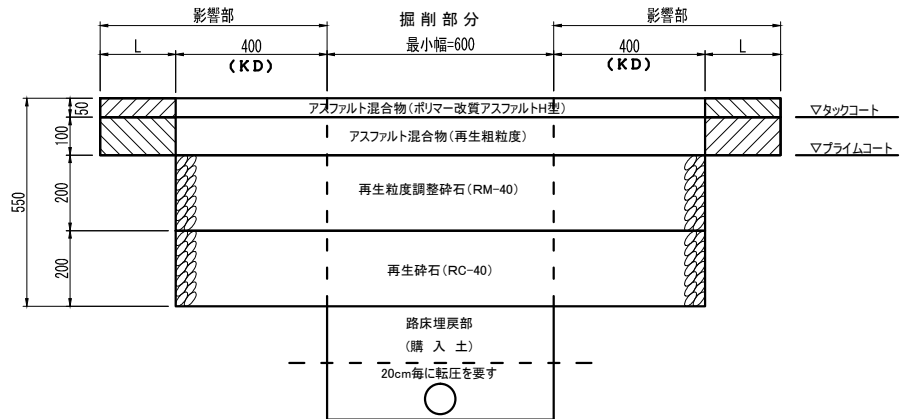 影響部
掘削部分
影響部
L
400
(KD)
最小幅=600
400
(KD)
L
50
アスファルト混合物(ポリマー改質アスファルトH型)
▽タックコート
100
アスファルト混合物(再生粗粒度)
▽プライムコート
550
200
再生粒度調整砕石(RM-40)
200
再生砕石(RC-40)
路床埋戻部
(購 入 土)
20cm毎に転圧を要す